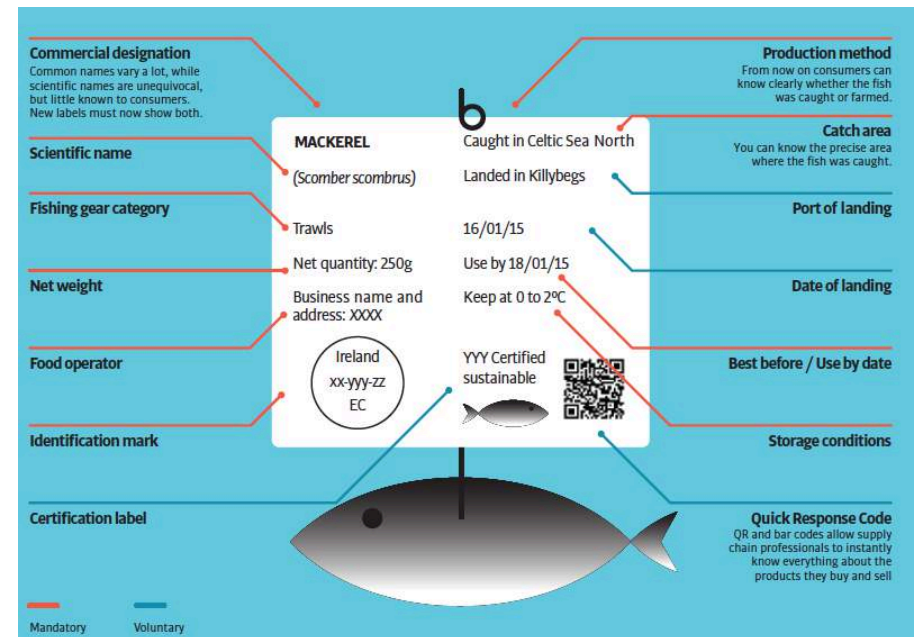 Commercial designation
Common names vary a lot, while
scientific names are unequivocal,
but little known to consumers.
New labels must now show both.
Scientific name
Fishing gear category
Net weight
Food operator
Identification mark
Certification label
MACKEREL
(Scomber scombrus)
Trawls
Net quantity: 250g
Business name and
address: XXXX
Ireland
xx-yyy-zz
EC
Caught in Celtic Sea North
Landed in Killybegs
16/01/15
Use by 18/01/15
Keep at 0 to 2ºC
YYY Certified
sustainable
Production method
From now on consumers can
know clearly whether the fish
was caught or farmed.
Catch area
You can know the precise area
where the fish was caught.
Port of landing
Date of landing
Best before / Use by date
Storage conditions
Quick Response Code
QR and bar codes allow supply
chain professionals to instantly
know everything about the
products they buy and sell
Mandatory
Voluntary